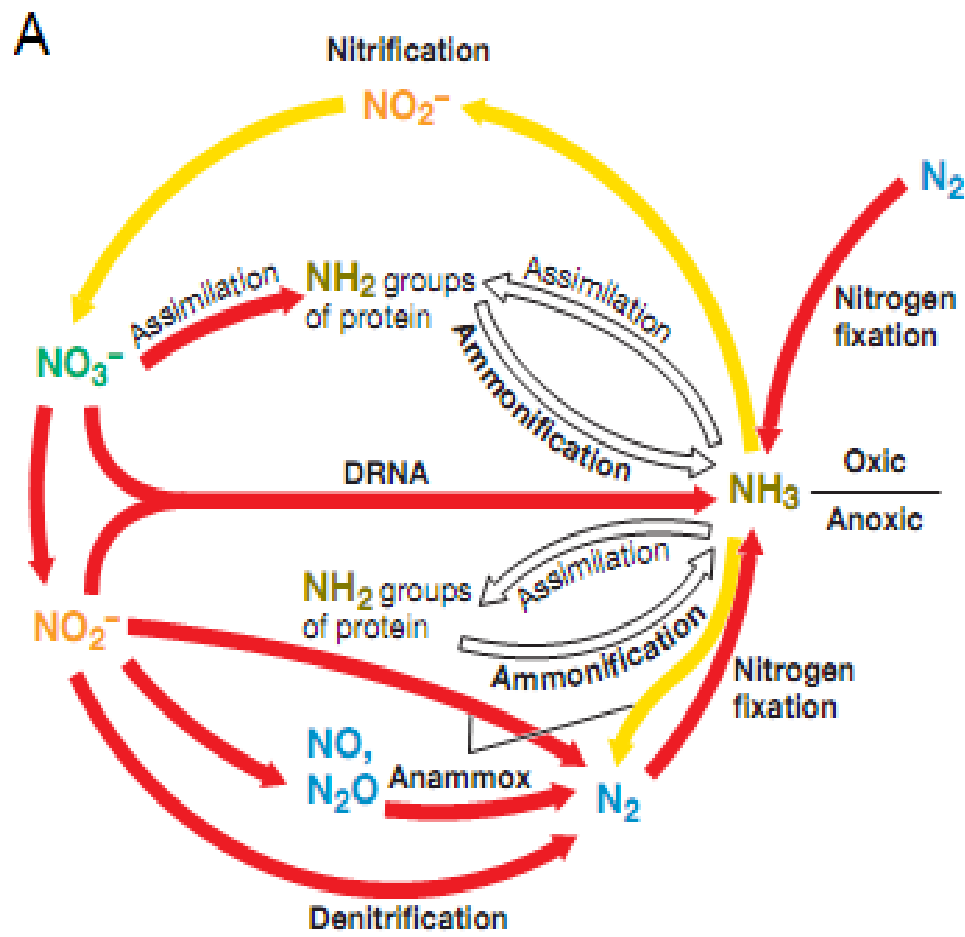 A
Nitrification
NO₂⁻
N₂
Assimilation
NH₂ groups
of protein
Assimilation
Nitrogen
fixation
NO₃⁻
Ammonification
DRNA
Oxic
NH₃
Anoxic
NH₂ groups
of protein
Assimilation
NO₂⁻
Ammonification
Nitrogen
fixation
NO,
N₂O
Anammox
N₂
Denitrification